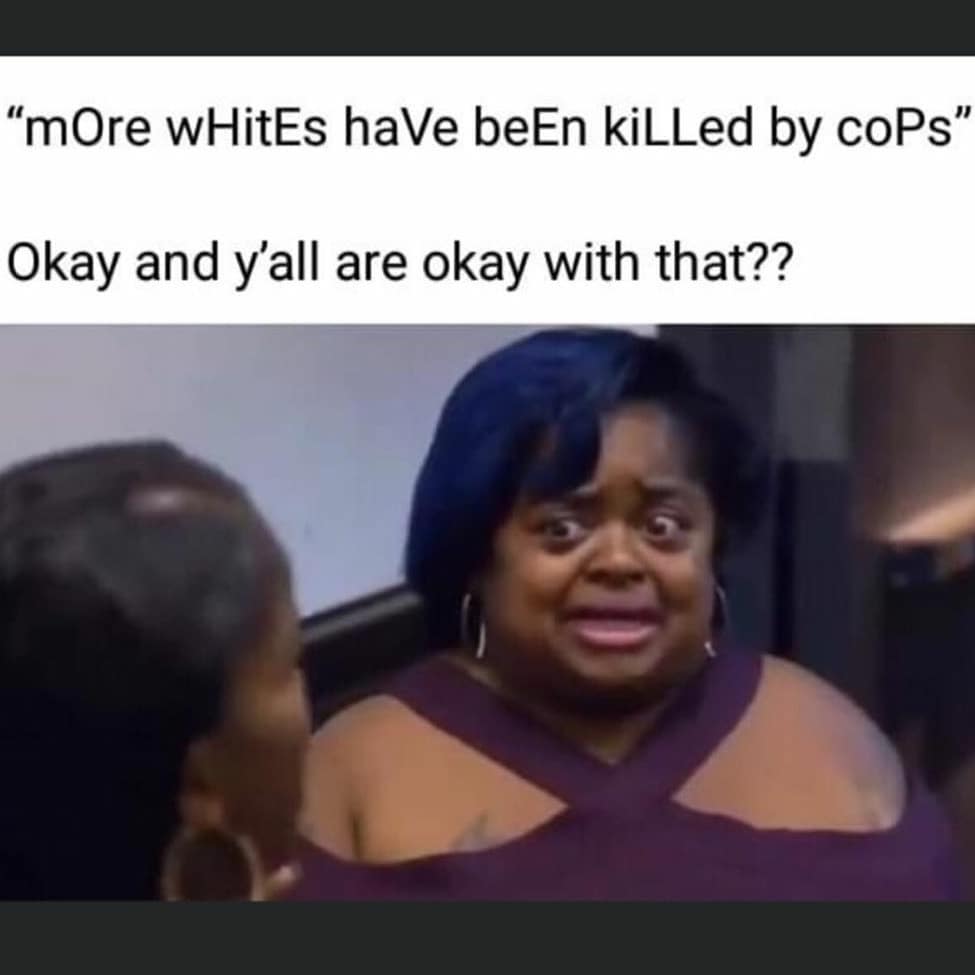 “mOre wHitEs haVe beEn kiLLed by coPs”
Okay and y’all are okay with that??